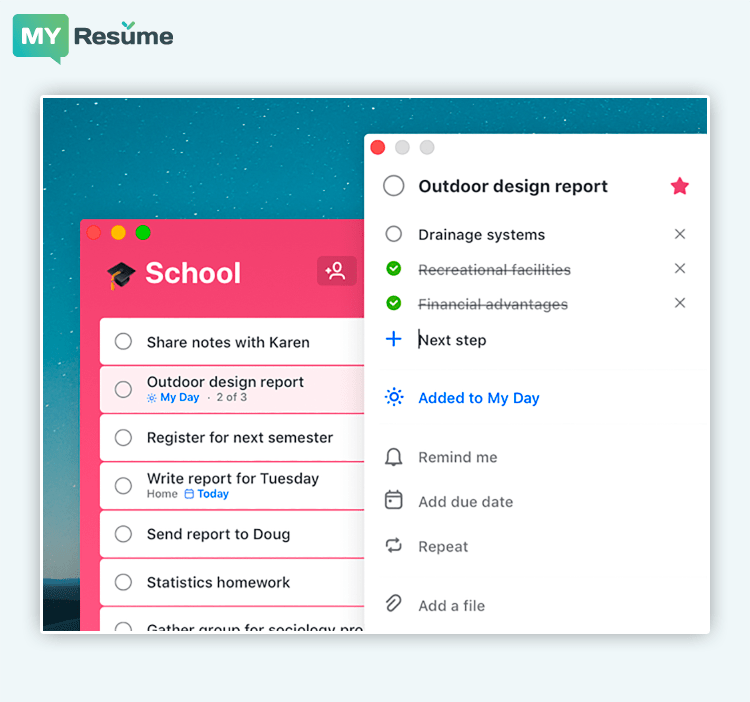 MY Resume
School
Share notes with Karen
Outdoor design report
My Day · 2 of 3
Register for next semester
Write report for Tuesday
Home Today
Send report to Doug
Statistics homework
Gather group for sociology pro
Outdoor design report
Drainage systems
Recreational facilities
Financial advantages
Next step
Added to My Day
Remind me
Add due date
Repeat
Add a file